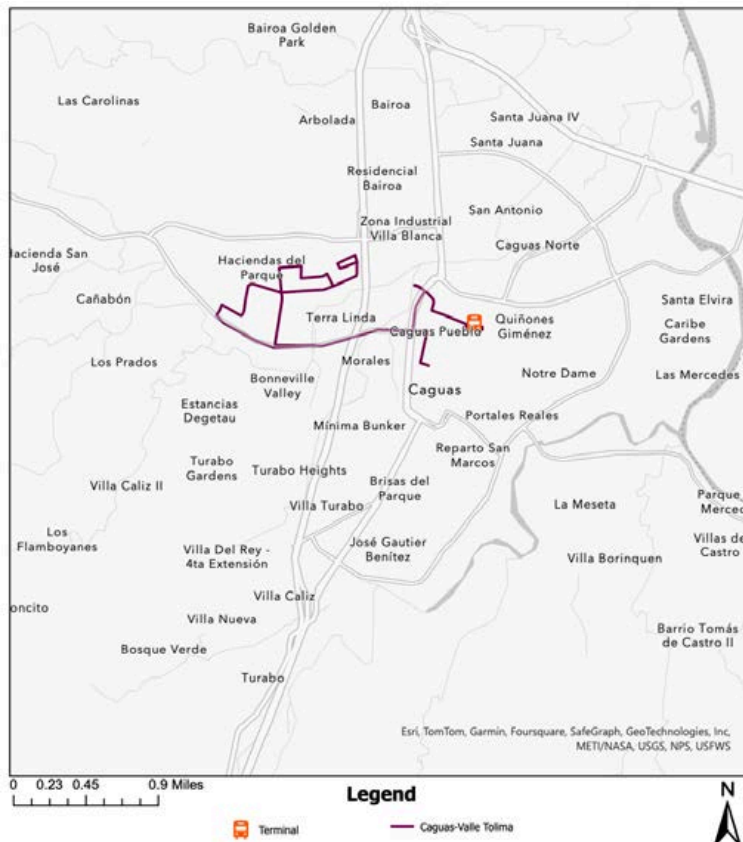 Bairoa Golden
Park
Las Carolinas
Bairoa
Arbolada
Santa Juana IV
Santa Juana
Residencial
Bairoa
San Antonio
Zona Industrial
Villa Blanca
Caguas Norte
Hacienda San
José
Haciendas del
Parque
Cañabón
Santa Elvira
Terra Linda
Quiñones
Giménez
Caribe
Gardens
Caguas Pueblo
Los Prados
Morales
Notre Dame
Las Mercedes
Bonneville
Valley
Caguas
Estancias
Degetau
Portales Reales
Mínima Bunker
Reparto San
Marcos
Turabo
Gardens
Turabo Heights
Brisas del
Parque
Villa Caliz II
Villa Turabo
La Meseta
Parque
Merced
Los
Flamboyanes
José Gautier
Benítez
Villas de
Castro
Villa Del Rey -
4ta Extensión
Villa Borinquen
Villa Caliz
oncito
Villa Nueva
Barrio Tomás
de Castro II
Bosque Verde
Turabo
Esri, TomTom, Garmin, Foursquare, SafeGraph, GeoTechnologies, Inc,
METI/NASA, USGS, NPS, USFWS
0 0.23 0.45 0.9 Miles
Legend
N
Terminal
Caguas-Valle Tolima